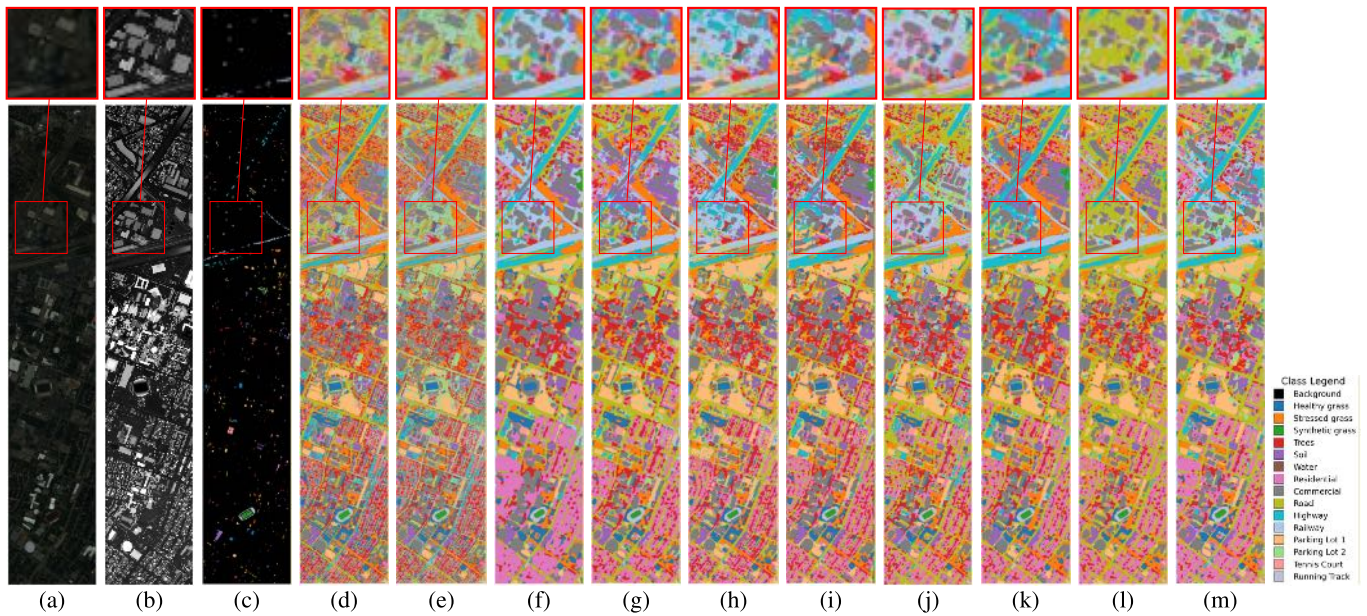 Class Legend
Background
Healthy grass
Stressed grass
Synthetic grass
Trees
Soil
Water
Residential
Commercial
Road
Highway
Railway
Parking Lot 1
Parking Lot 2
Tennis Court
Running Track
(a) (b) (c) (d) (e) (f) (g) (h) (i) (j) (k) (l) (m)